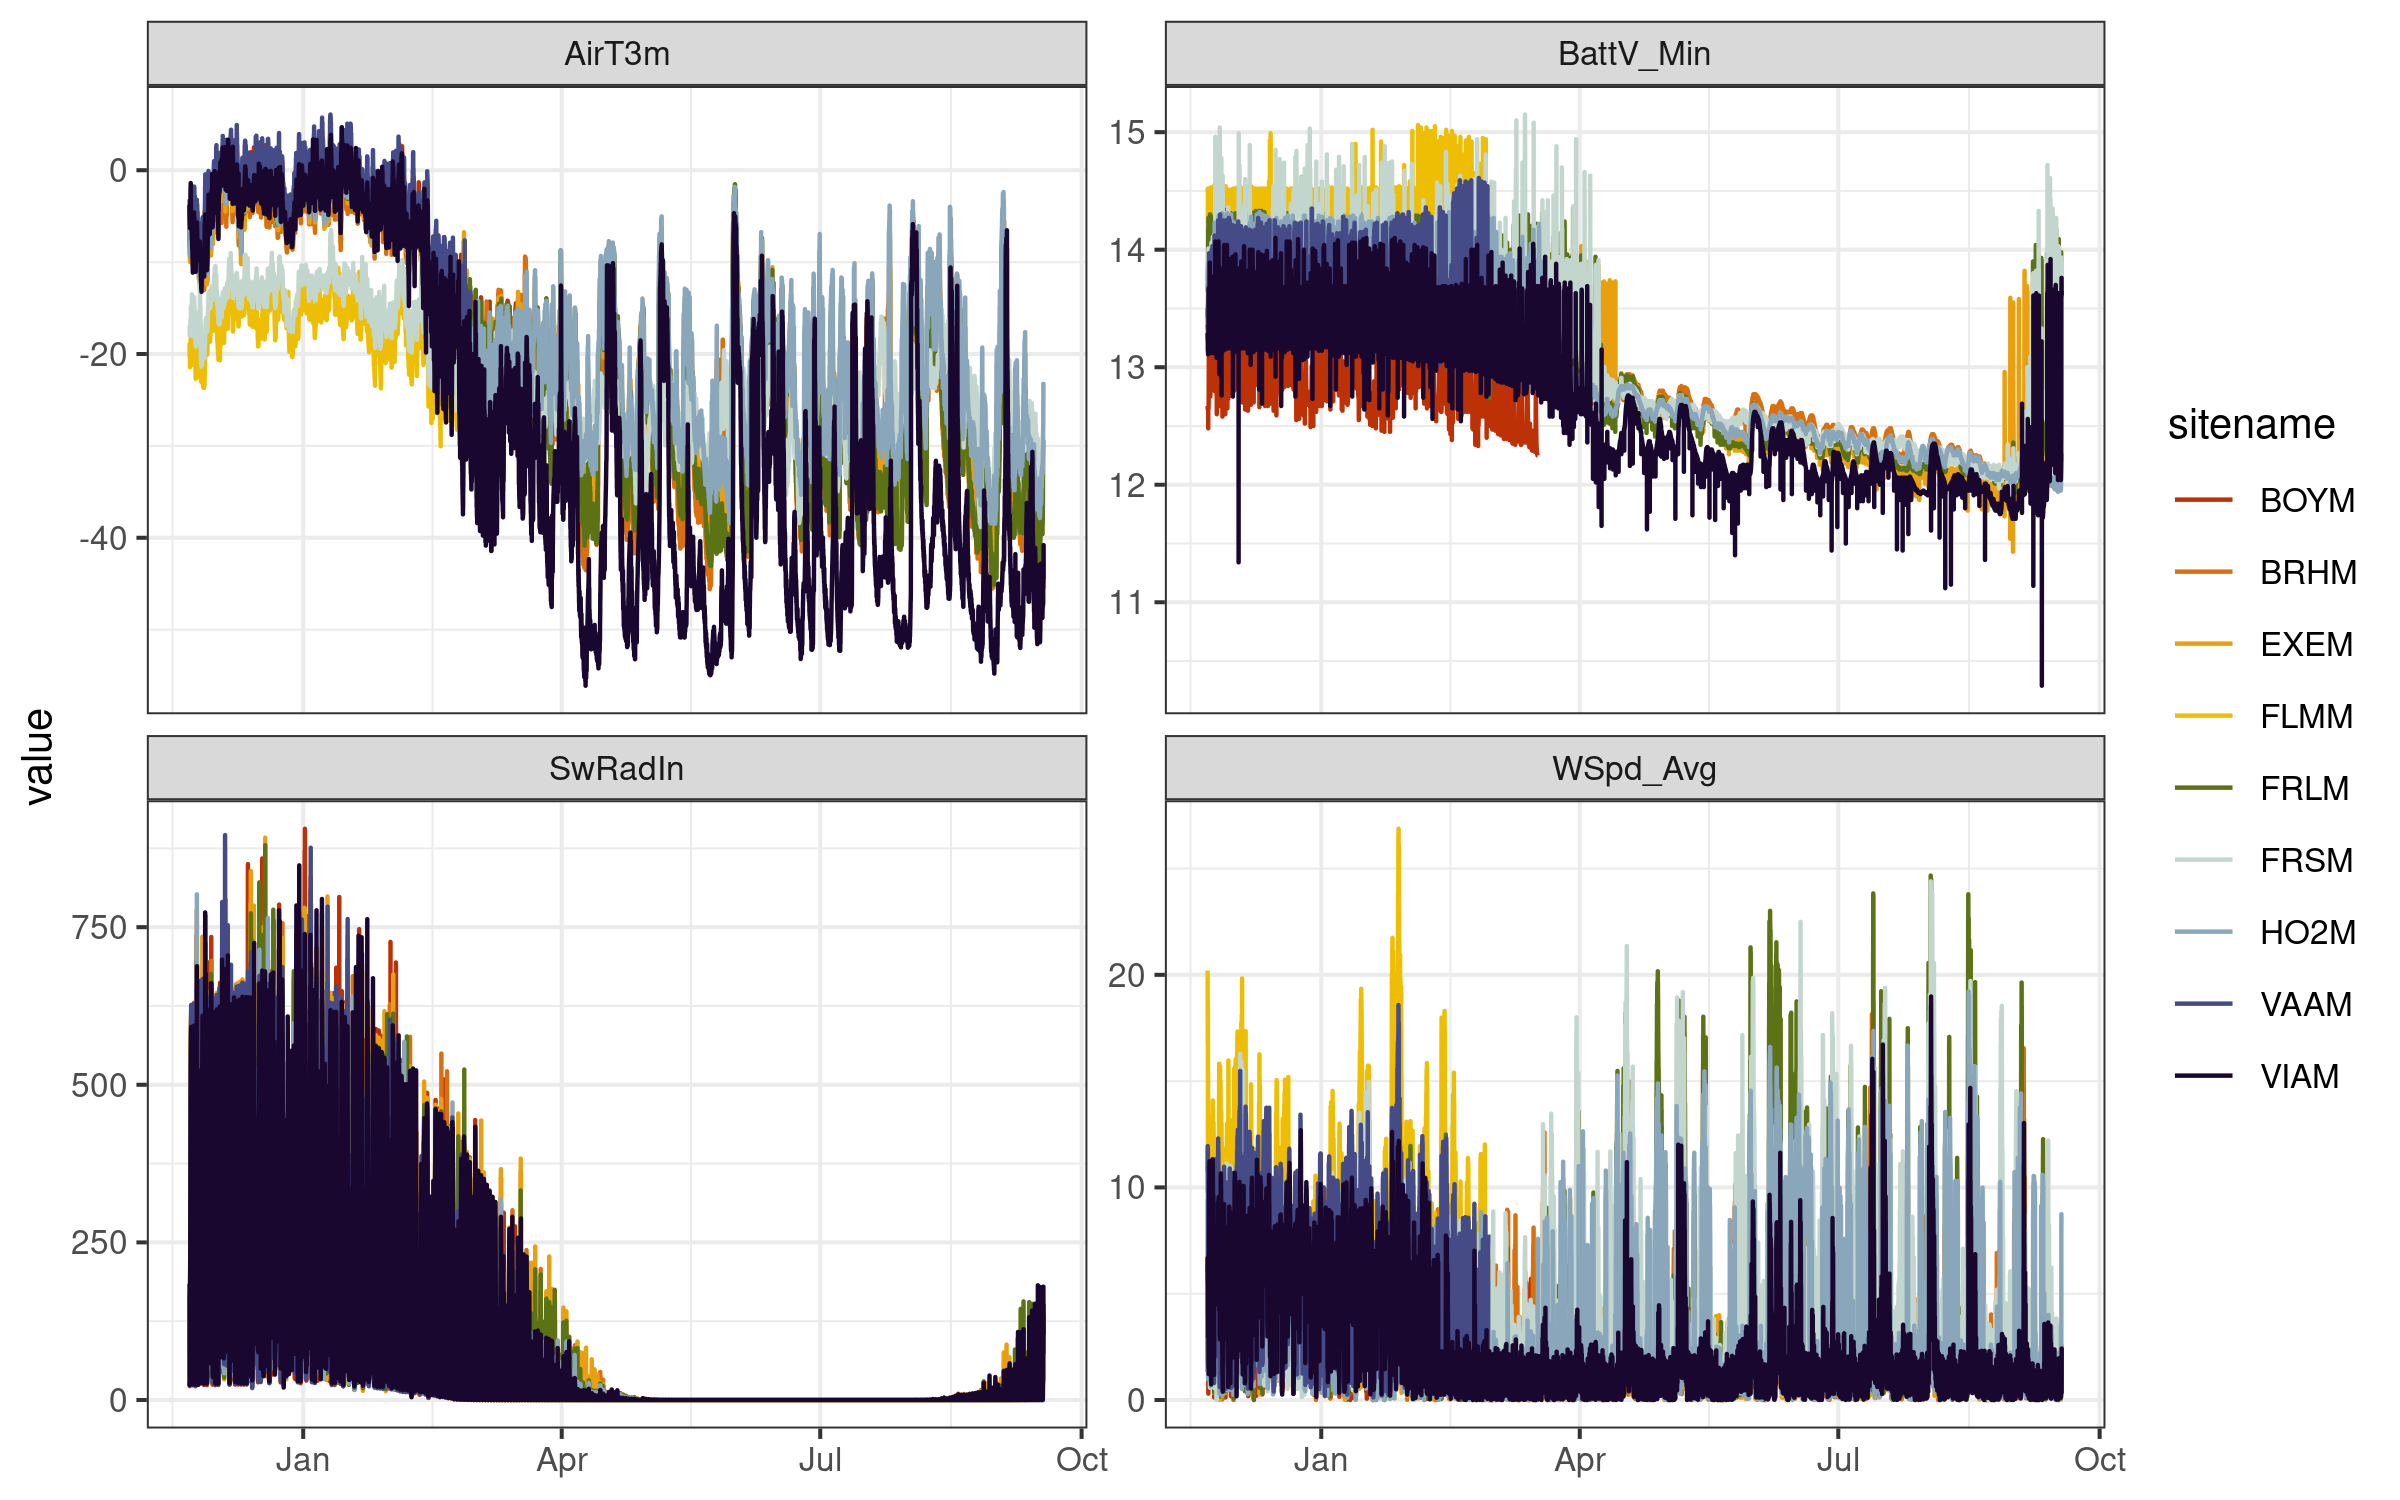 AirT3m
BattV_Min
0
-20
-40
15
14
13
12
11
value
SwRadIn
WSpd_Avg
750
500
250
0
20
10
0
Jan Apr Jul Oct
Jan Apr Jul Oct
sitename
BOYM
BRHM
EXEM
FLMM
FRLM
FRSM
HO2M
VAAM
VIAM